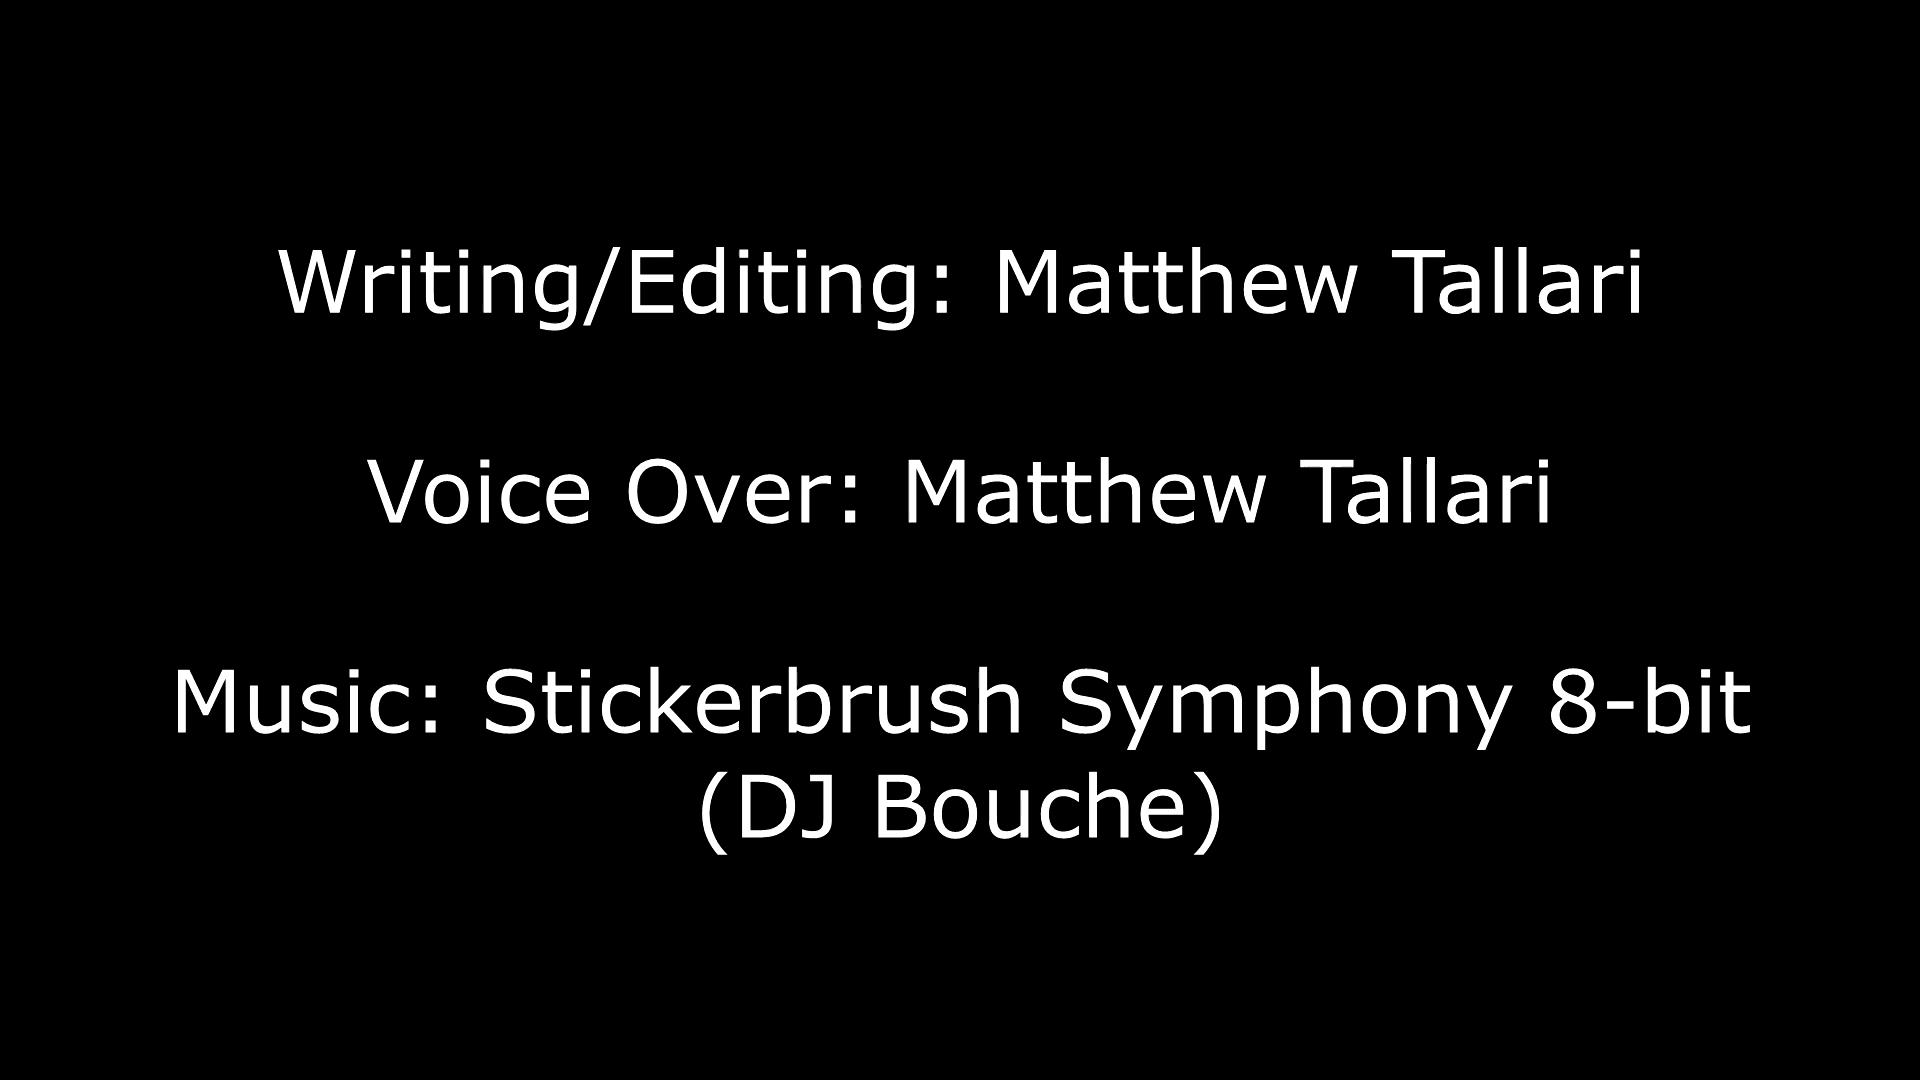 Writing/Editing: Matthew Tallari
Voice Over: Matthew Tallari
Music: Stickerbrush Symphony 8-bit
(DJ Bouche)